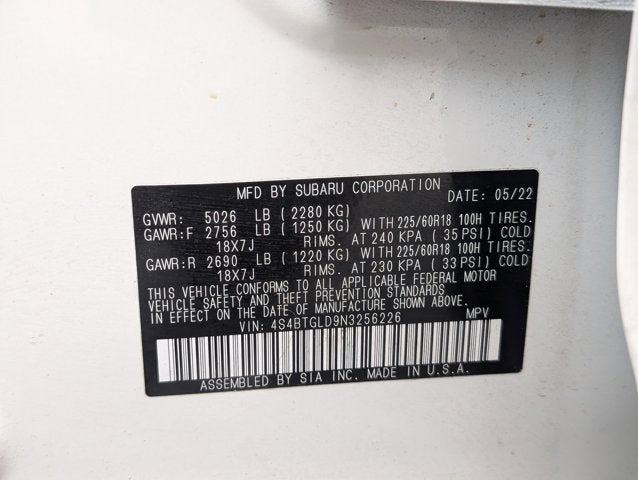 MFD BY SUBARU CORPORATION DATE: 05/22
GVWR: 5026 LB ( 2280 KG)
GAWR:F 2756 LB ( 1250 KG) WITH 225/60R18 100H TIRES.
18X7J RIMS. AT 240 KPA ( 35 PSI) COLD
GAWR:R 2690 LB ( 1220 KG) WITH 225/60R18 100H TIRES.
18X7J RIMS. AT 230 KPA ( 33 PSI) COLD
THIS VEHICLE CONFORMS TO ALL APPLICABLE FEDERAL MOTOR
VEHICLE SAFETY AND THEFT PREVENTION STANDARDS
IN EFFECT ON THE DATE OF MANUFACTURE SHOWN ABOVE.
VIN: 4S4BTGLD9N3256226 MPV
ASSEMBLED BY SIA INC. MADE IN U.S.A.